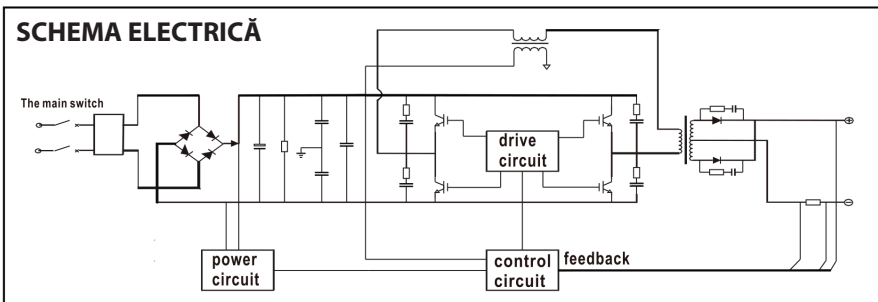 SCHEMA ELECTRICĂ
The main switch
drive
circuit
power
circuit
control
circuit
feedback